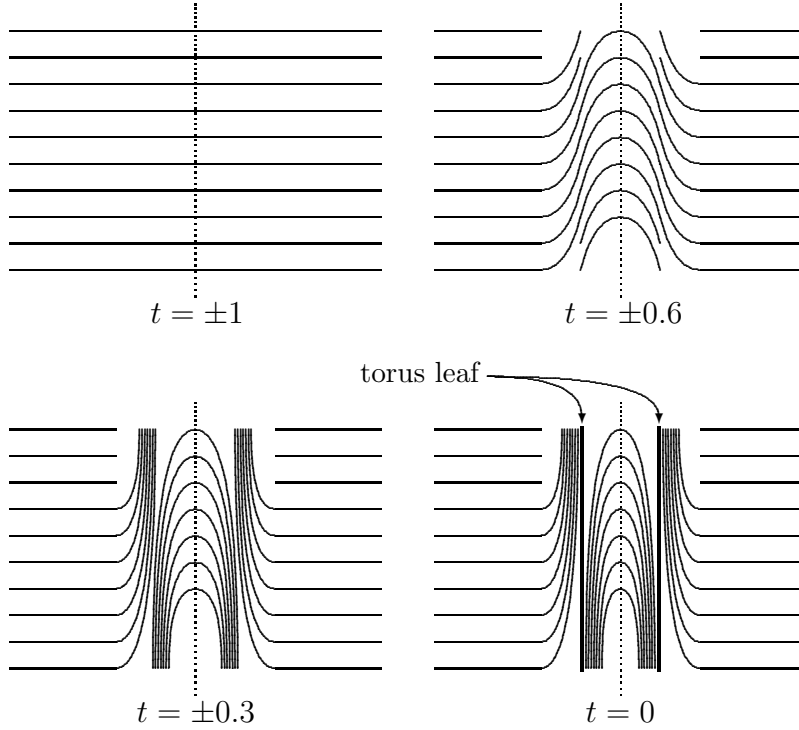 t = ±1
t = ±0.6
torus leaf
t = ±0.3
t = 0